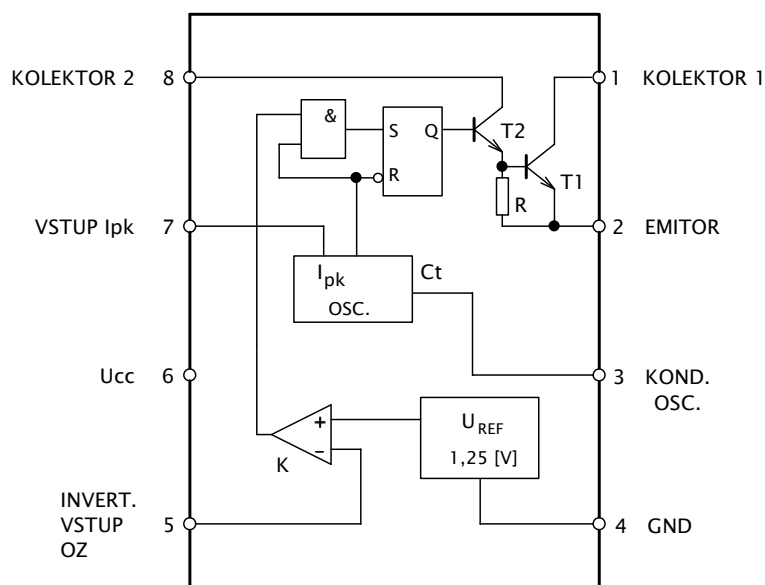 KOLEKTOR 2 8
1 KOLEKTOR 1
&
S Q
R
T2
T1
R
VSTUP Ipk 7
2 EMITOR
Ipk
OSC.
Ct
Ucc 6
3 KOND.
OSC.
+
−
K
UREF
1,25 [V]
INVERT.
VSTUP 5
OZ
4 GND